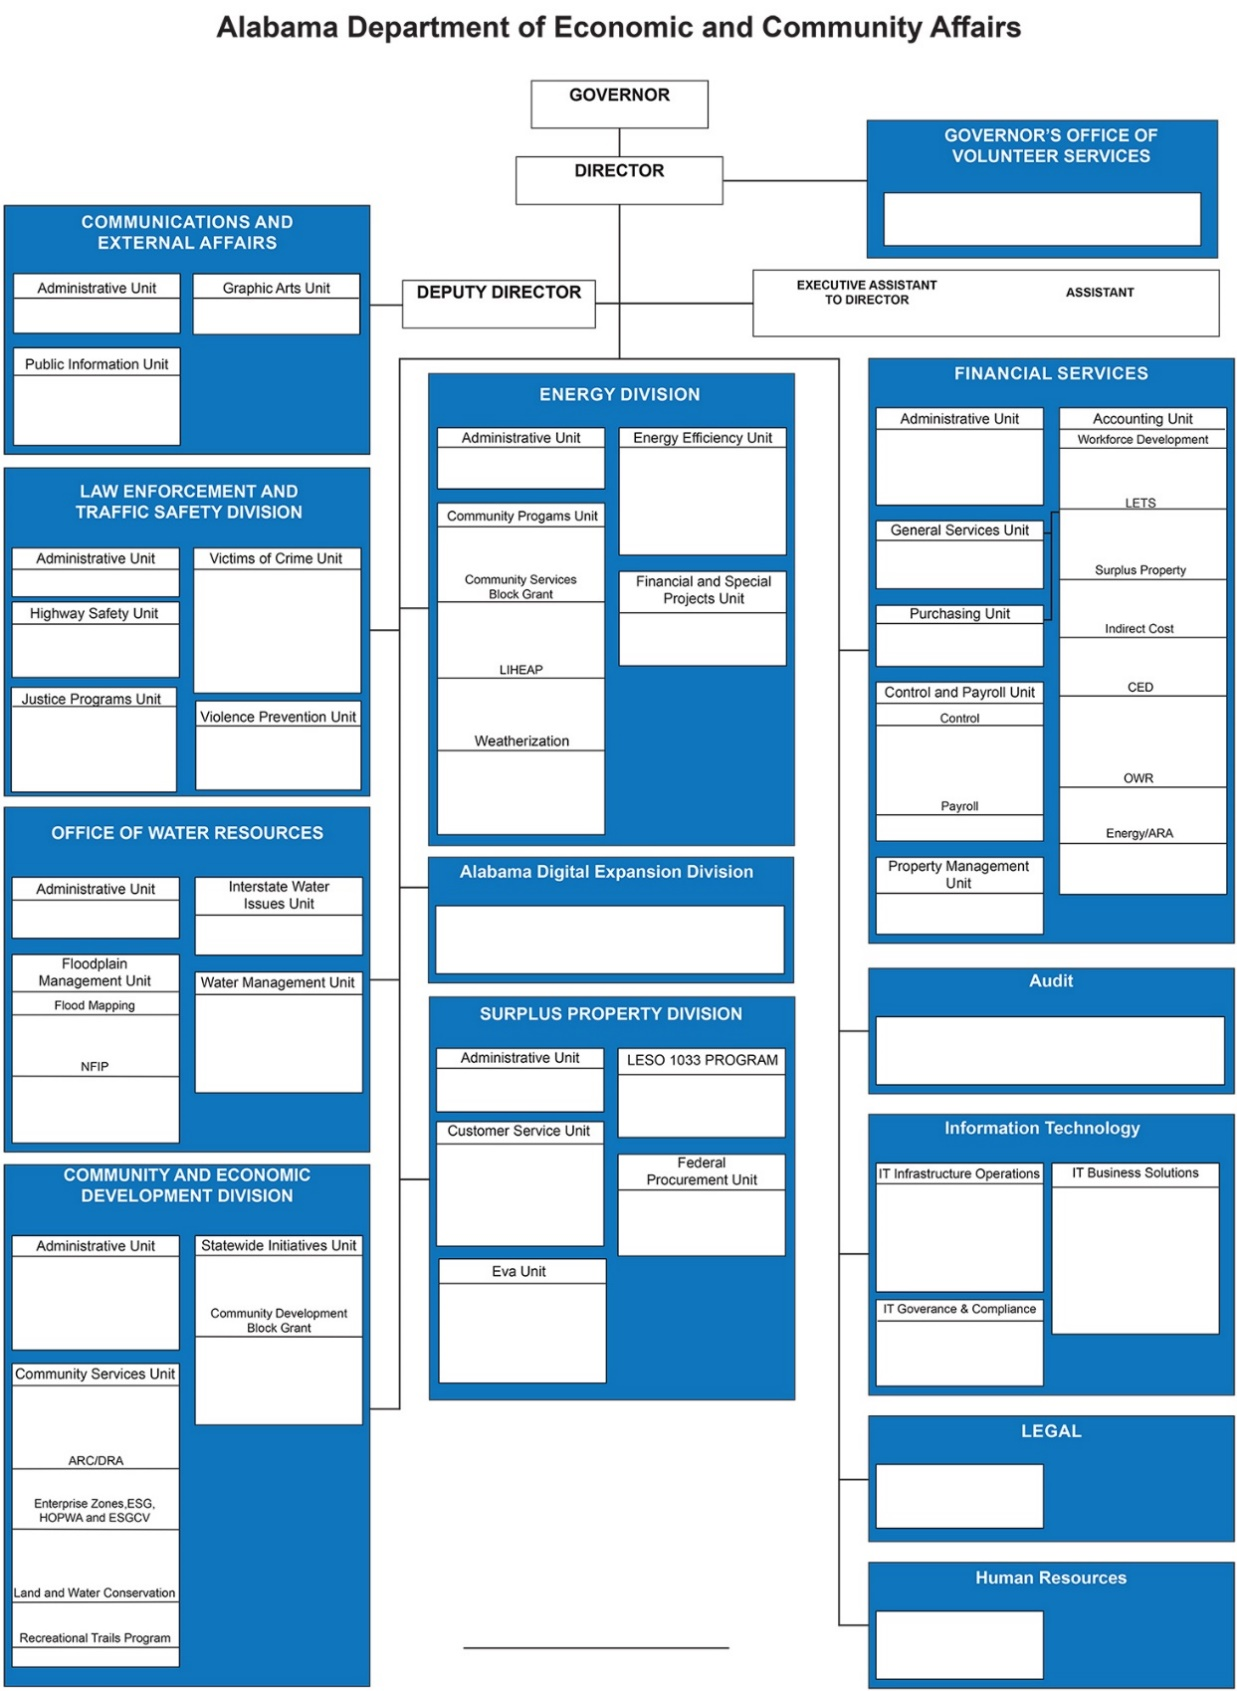 Alabama Department of Economic and Community Affairs
GOVERNOR
DIRECTOR
GOVERNOR'S OFFICE OF
VOLUNTEER SERVICES
DEPUTY DIRECTOR
EXECUTIVE ASSISTANT
TO DIRECTOR
ASSISTANT
COMMUNICATIONS AND
EXTERNAL AFFAIRS
Administrative Unit
Graphic Arts Unit
Public Information Unit
LAW ENFORCEMENT AND
TRAFFIC SAFETY DIVISION
Administrative Unit
Highway Safety Unit
Justice Programs Unit
Victims of Crime Unit
Violence Prevention Unit
OFFICE OF WATER RESOURCES
Administrative Unit
Floodplain
Management Unit
Flood Mapping
NFIP
Interstate Water
Issues Unit
Water Management Unit
COMMUNITY AND ECONOMIC
DEVELOPMENT DIVISION
Administrative Unit
Community Services Unit
ARC/DRA
Enterprise Zones,ESG,
HOPWA and ESGCV
Land and Water Conservation
Recreational Trails Program
Statewide Initiatives Unit
Community Development
Block Grant
ENERGY DIVISION
Administrative Unit
Community Progams Unit
Community Services
Block Grant
LIHEAP
Weatherization
Energy Efficiency Unit
Financial and Special
Projects Unit
Alabama Digital Expansion Division
SURPLUS PROPERTY DIVISION
Administrative Unit
Customer Service Unit
Eva Unit
LESO 1033 PROGRAM
Federal
Procurement Unit
FINANCIAL SERVICES
Administrative Unit
General Services Unit
Purchasing Unit
Control and Payroll Unit
Control
Payroll
Property Management
Unit
Accounting Unit
Workforce Development
LETS
Surplus Property
Indirect Cost
CED
OWR
Energy/ARA
Audit
Information Technology
IT Infrastructure Operations
IT Goverance & Compliance
IT Business Solutions
LEGAL
Human Resources